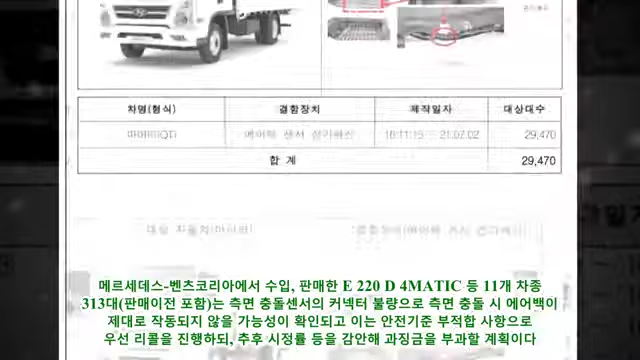 차명(형식) 결함장치 제작일자 대상대수
29,470
합 계 29,470
메르세데스-벤츠코리아에서 수입, 판매한 E 220 D 4MATIC 등 11개 차종
313대(판매이전 포함)는 측면 충돌센서의 커넥터 불량으로 측면 충돌 시 에어백이
제대로 작동되지 않을 가능성이 확인되고 이는 안전기준 부적합 사항으로
우선 리콜을 진행하되, 추후 시정률 등을 감안해 과징금을 부과할 계획이다